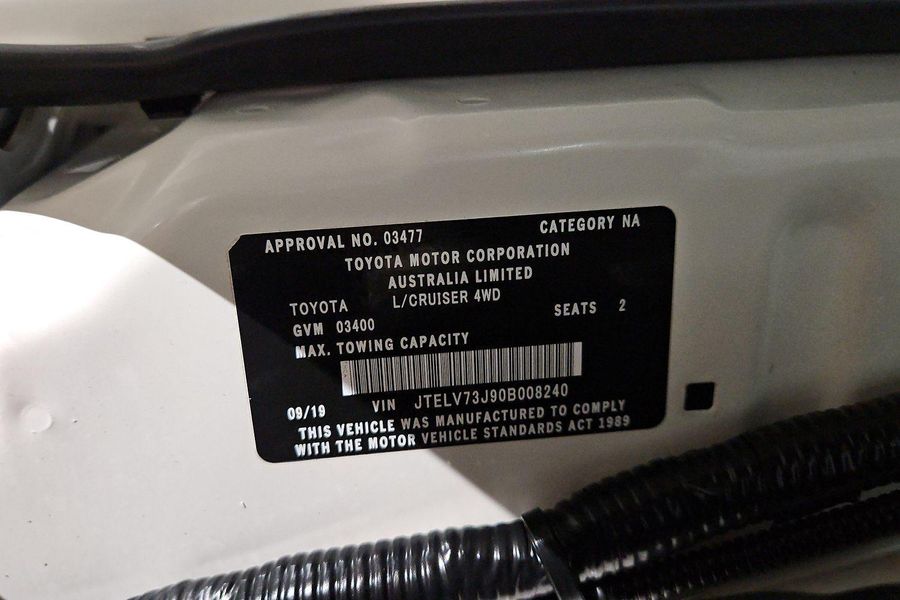 APPROVAL NO. 03477 CATEGORY NA
TOYOTA MOTOR CORPORATION
AUSTRALIA LIMITED
TOYOTA L/CRUISER 4WD
SEATS 2
GVM 03400
MAX. TOWING CAPACITY
09/19 VIN JTELV73J90B008240
THIS VEHICLE WAS MANUFACTURED TO COMPLY
WITH THE MOTOR VEHICLE STANDARDS ACT 1989